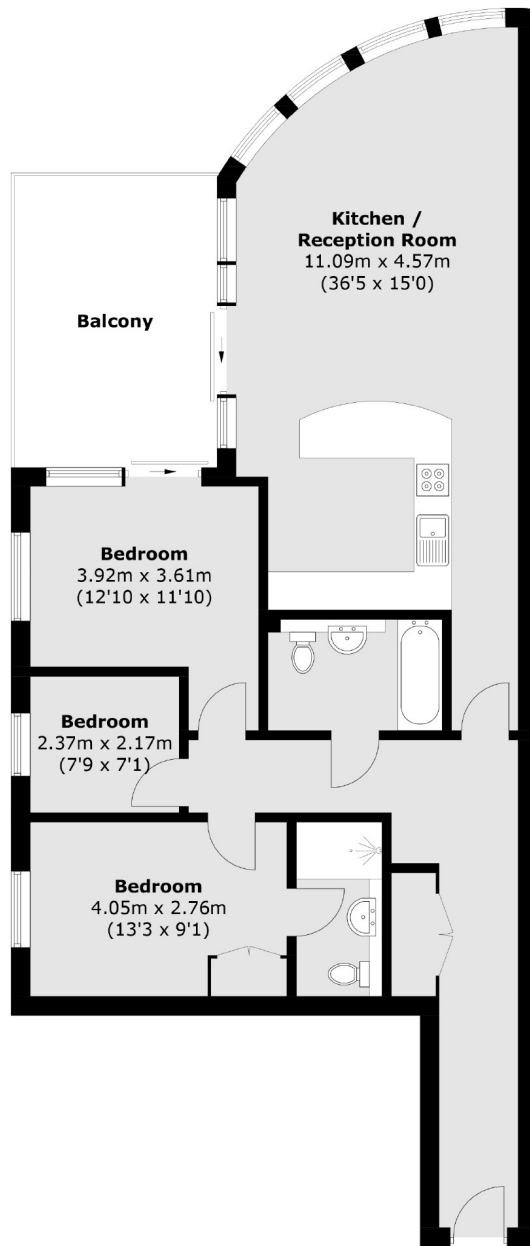 Kitchen /
Reception Room
11.09m x 4.57m
(36'5 x 15'0)
Balcony
Bedroom
3.92m x 3.61m
(12'10 x 11'10)
Bedroom
2.37m x 2.17m
(7'9 x 7'1)
Bedroom
4.05m x 2.76m
(13'3 x 9'1)